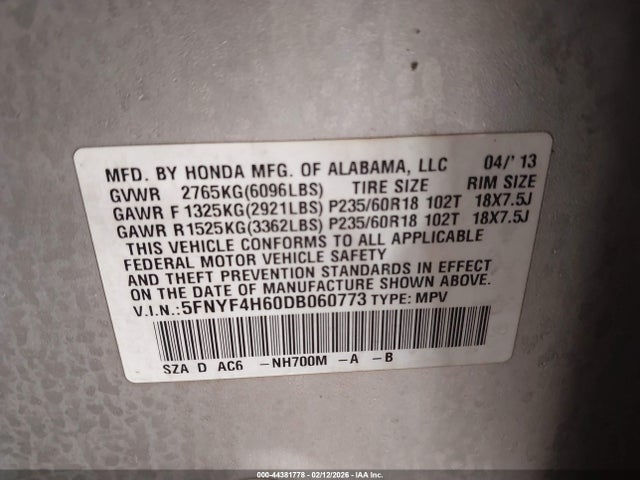 MFD. BY HONDA MFG. OF ALABAMA, LLC 04/'13
GVWR 2765KG(6096LBS) TIRE SIZE RIM SIZE
GAWR F 1325KG(2921LBS) P235/60R18 102T 18X7.5J
GAWR R 1525KG(3362LBS) P235/60R18 102T 18X7.5J
THIS VEHICLE CONFORMS TO ALL APPLICABLE
FEDERAL MOTOR VEHICLE SAFETY
AND THEFT PREVENTION STANDARDS IN EFFECT
ON THE DATE OF MANUFACTURE SHOWN ABOVE.
V.I.N.:5FNYF4H60DB060773 TYPE: MPV
SZA D AC6 -NH700M -A -B
000-44381778 - 02/12/2026 - IAA Inc.